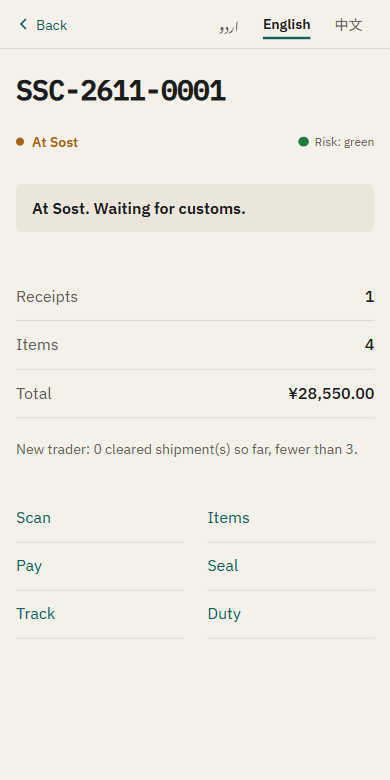 Back
اردو
English
中文
SSC-2611-0001
At Sost
Risk: green
At Sost. Waiting for customs.
Receipts 1
Items 4
Total ¥28,550.00
New trader: 0 cleared shipment(s) so far, fewer than 3.
Scan
Items
Pay
Seal
Track
Duty